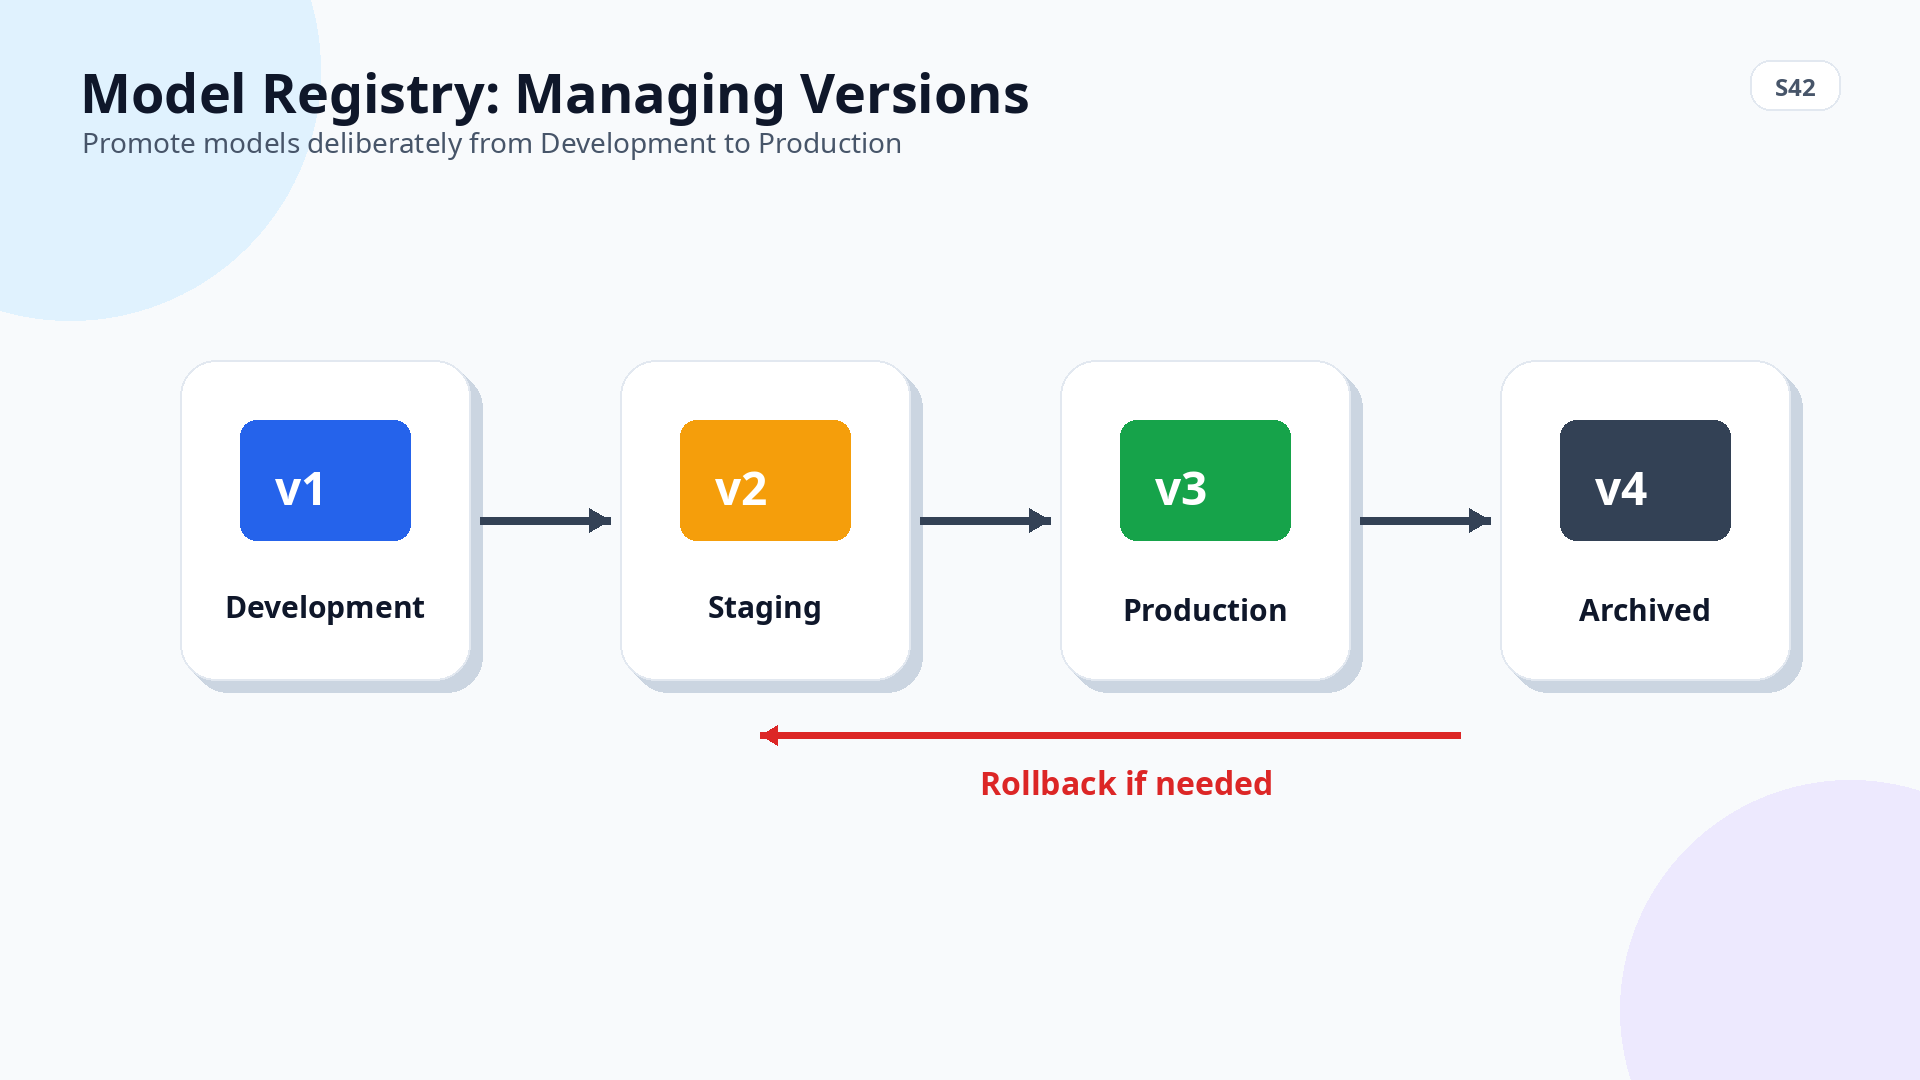 Model Registry: Managing Versions
S42
Promote models deliberately from Development to Production
v1
v2
v3
v4
Development
Staging
Production
Archived
Rollback if needed